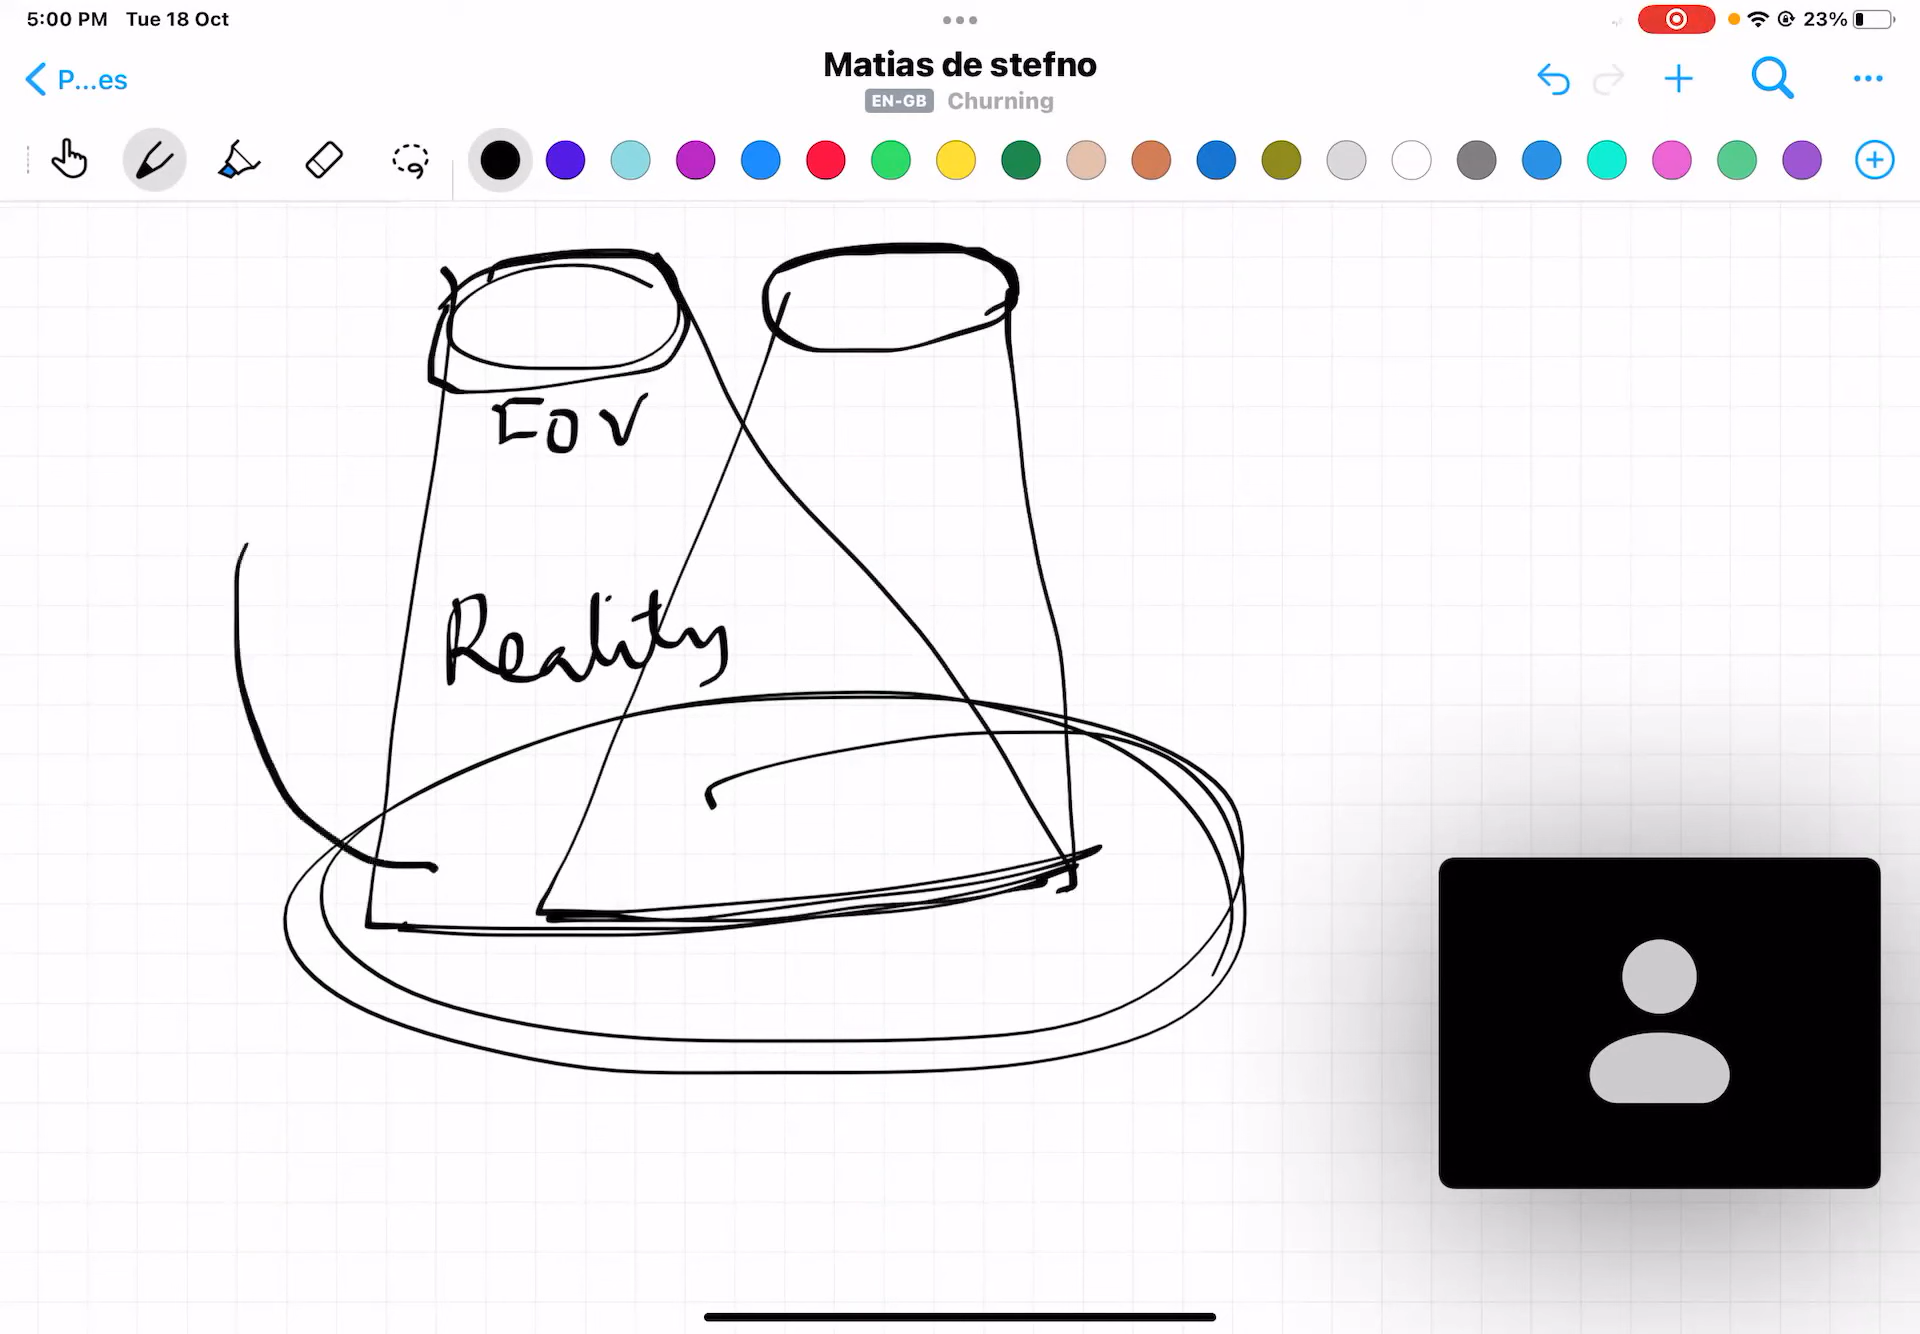 5:00 PM Tue 18 Oct
23%
P...es
Matias de stefno
EN-GB Churning
FOV
Reality